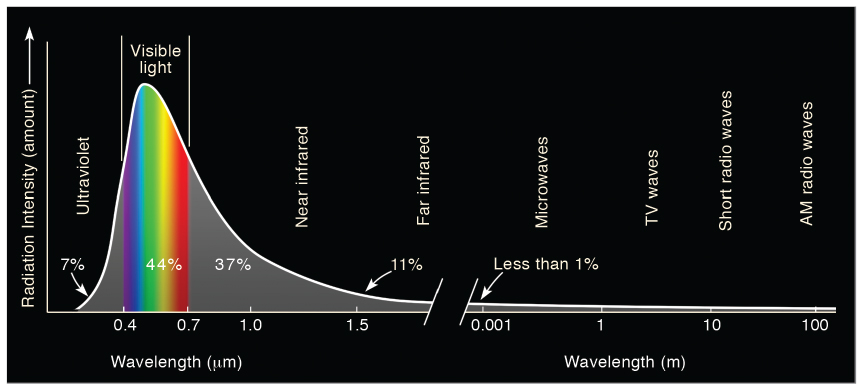 Visible
light
Radiation Intensity (amount)
Ultraviolet
Near infrared
Far infrared
Microwaves
TV waves
Short radio waves
AM radio waves
7%
44%
37%
11%
Less than 1%
0.4
0.7
1.0
1.5
0.001
1
10
100
Wavelength (μm)
Wavelength (m)